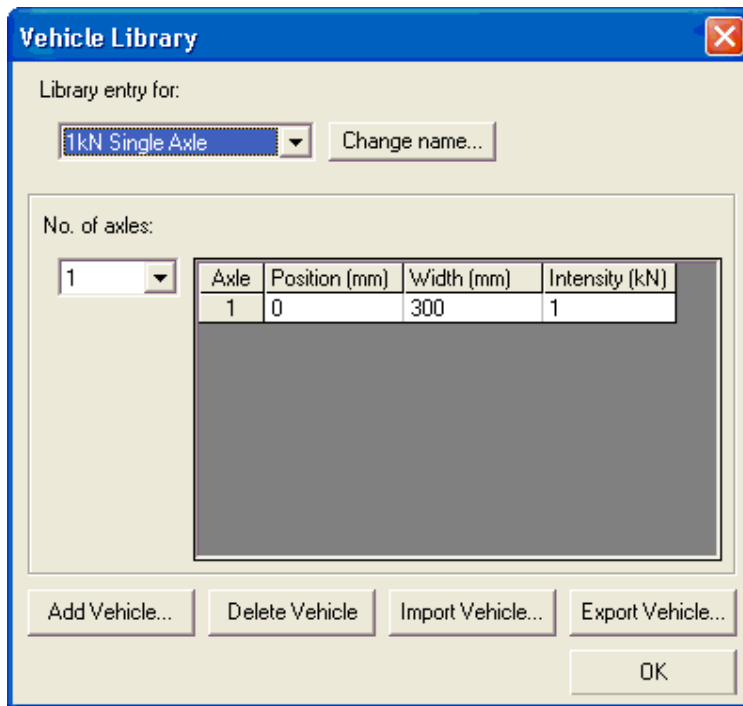 Vehicle Library
Library entry for:
1kN Single Axle
Change name...
No. of axles:
1
Axle Position (mm) Width (mm) Intensity (kN)
1 0 300 1
Add Vehicle... Delete Vehicle Import Vehicle... Export Vehicle...
OK